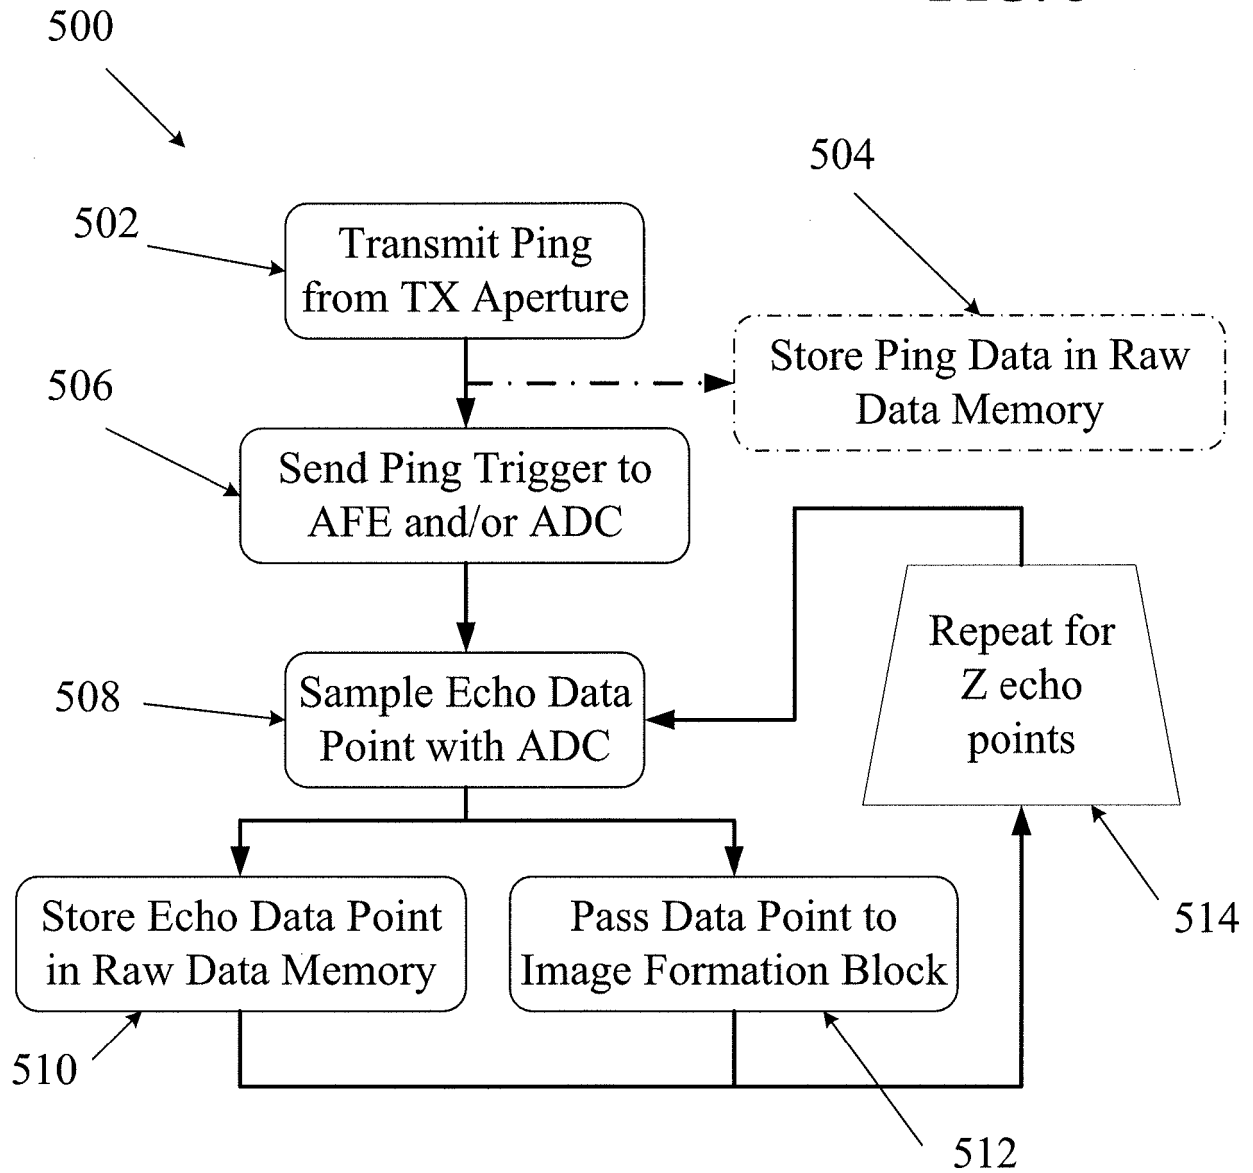 500
504
502
Transmit Ping
from TX Aperture
Store Ping Data in Raw
Data Memory
506
Send Ping Trigger to
AFE and/or ADC
Repeat for
Z echo
points
508
Sample Echo Data
Point with ADC
Store Echo Data Point
in Raw Data Memory
Pass Data Point to
Image Formation Block
514
510
512